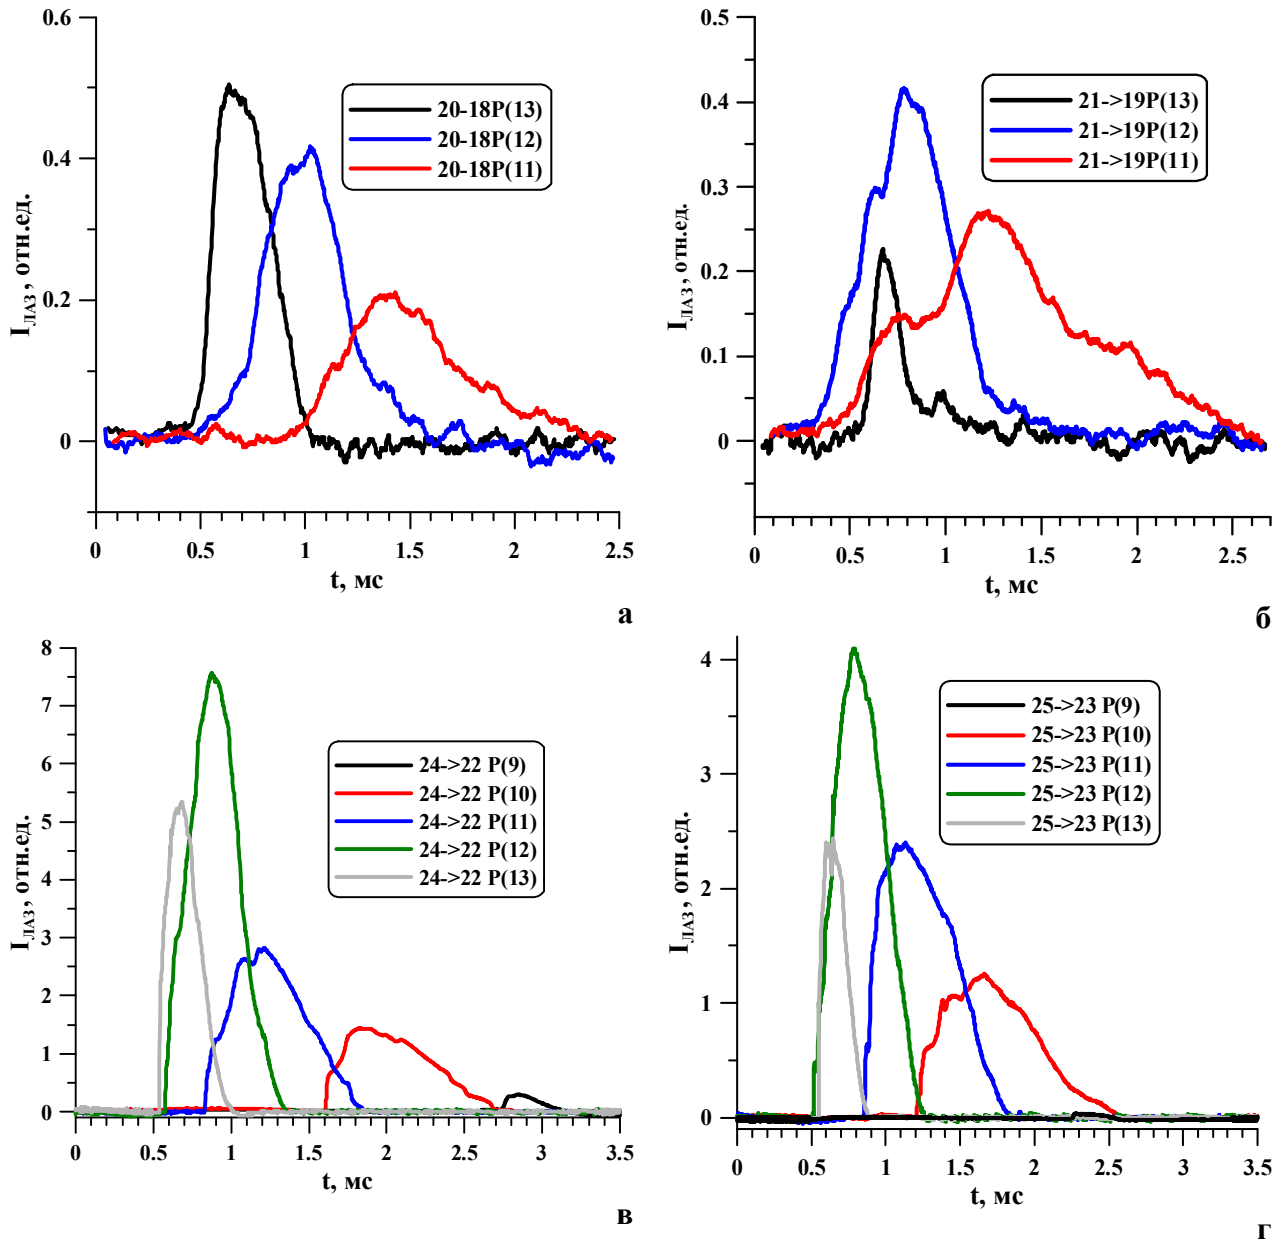 0.6
0.4
0.2
0
I_ЛАЗ, отн.ед.
20-18P(13)
20-18P(12)
20-18P(11)
0 0.5 1 1.5 2 2.5
t, мс
а
0.5
0.4
0.3
0.2
0.1
0
I_ЛАЗ, отн.ед.
21->19P(13)
21->19P(12)
21->19P(11)
0 0.5 1 1.5 2 2.5
t, мс
б
8
7
6
5
4
3
2
1
0
I_ЛАЗ, отн.ед.
24->22 P(9)
24->22 P(10)
24->22 P(11)
24->22 P(12)
24->22 P(13)
0 0.5 1 1.5 2 2.5 3 3.5
t, мс
в
4
3
2
1
0
I_ЛАЗ, отн.ед.
25->23 P(9)
25->23 P(10)
25->23 P(11)
25->23 P(12)
25->23 P(13)
0 0.5 1 1.5 2 2.5 3 3.5
t, мс
г